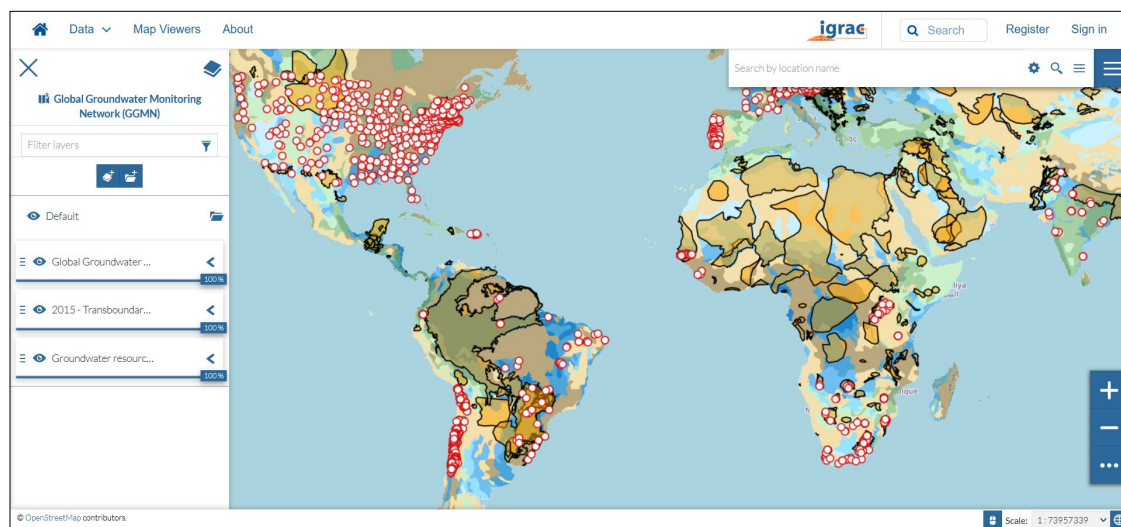 Data
Map Viewers
About
igrac
Search
Register
Sign in
Search by location name
Global Groundwater Monitoring
Network (GGMN)
Filter layers
Default
Global Groundwater ...
100%
2015 - Transboundar...
100%
Groundwater resourc...
100%
nique
© OpenStreetMap contributors.
Scale: 1 : 73957339